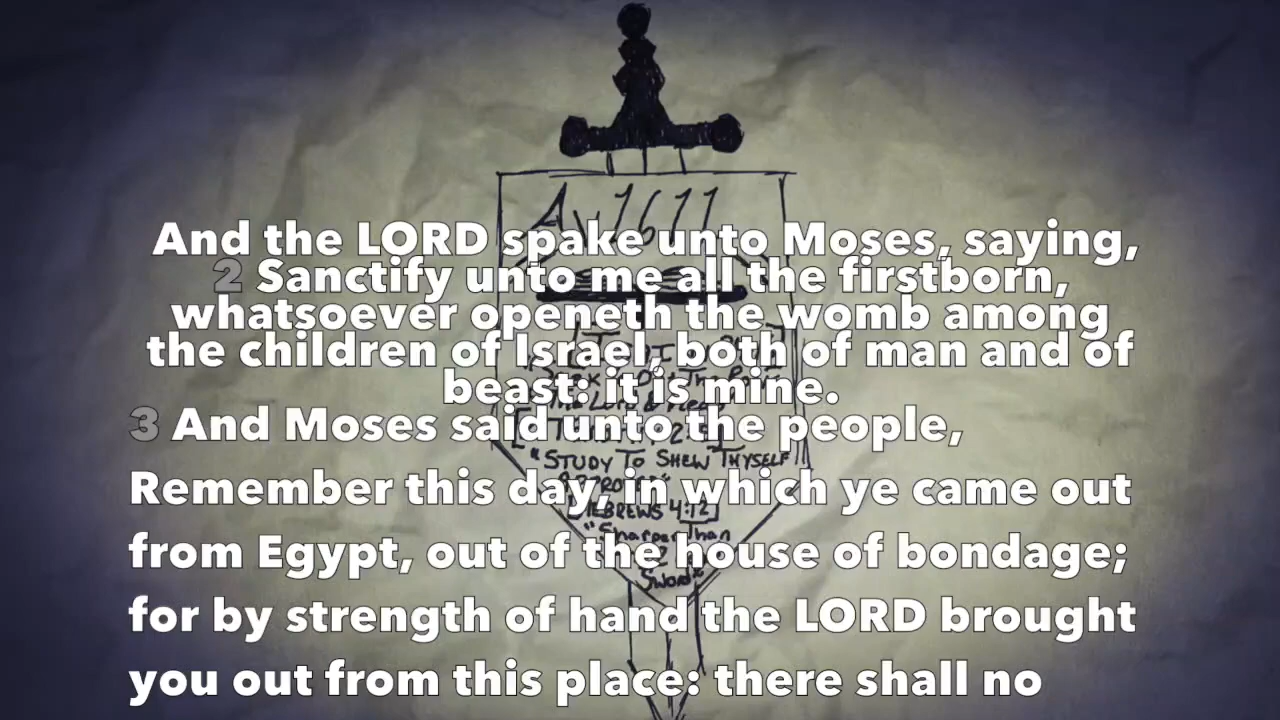 Av1611
And the LORD spake unto Moses, saying,
2 Sanctify unto me all the firstborn,
whatsoever openeth the womb among
the children of Israel, both of man and of
beast: it is mine.
3 And Moses said unto the people,
"STUDY TO SHEW THYSELF
Remember this day, in which ye came out
HEBREWS 4:12]
"Sharper Than
from Egypt, out of the house of bondage;
Sword"
for by strength of hand the LORD brought
you out from this place: there shall no